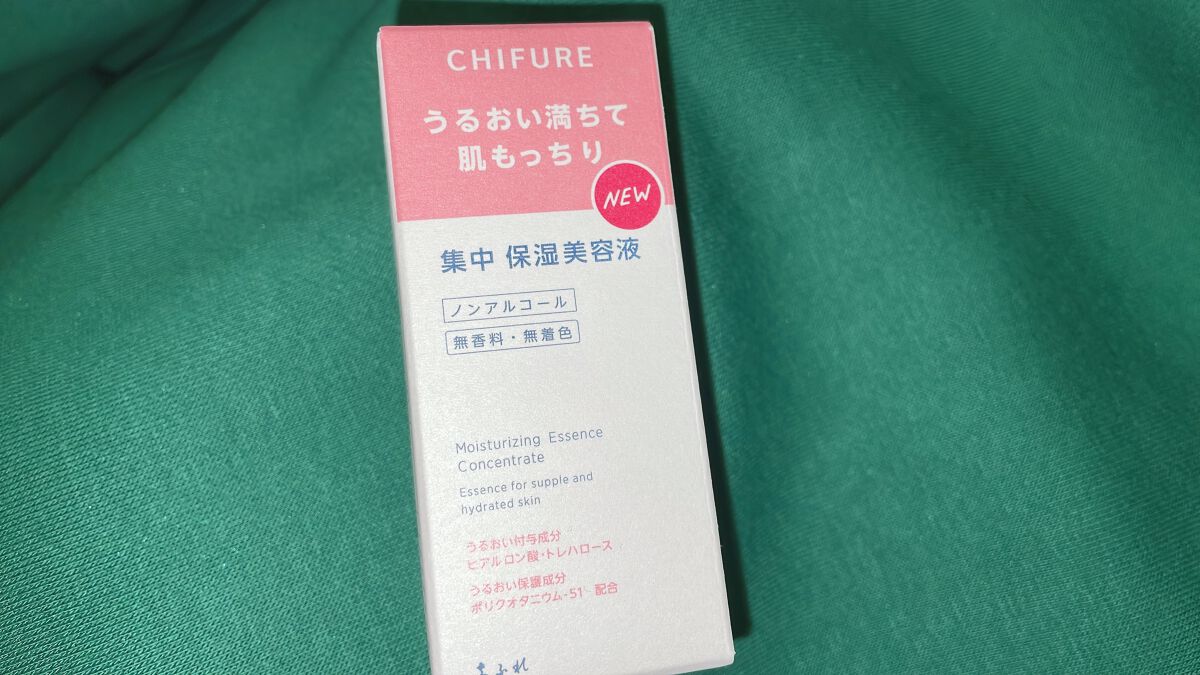 CHIFURE
うるおい満ちて
肌もっちり
NEW
集中 保湿美容液
ノンアルコール
無香料・無着色
Moisturizing Essence
Concentrate
Essence for supple and
hydrated skin
うるおい付与成分
ヒアルロン酸・トレハロース
うるおい保護成分
ポリクオタニウム-51 配合
ちふれ